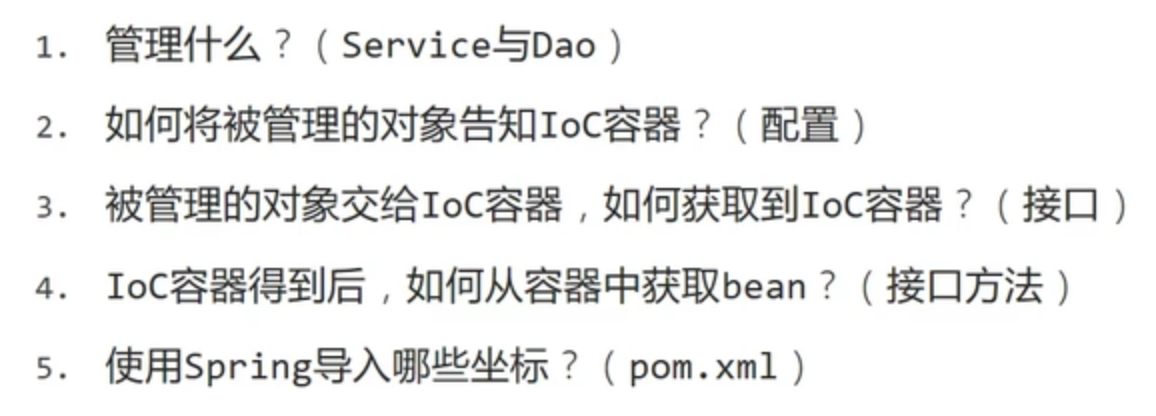 1. 管理什么？（Service与Dao）
2. 如何将被管理的对象告知IoC容器？（配置）
3. 被管理的对象交给IoC容器，如何获取到IoC容器？（接口）
4. IoC容器得到后，如何从容器中获取bean？（接口方法）
5. 使用Spring导入哪些坐标？（pom.xml）